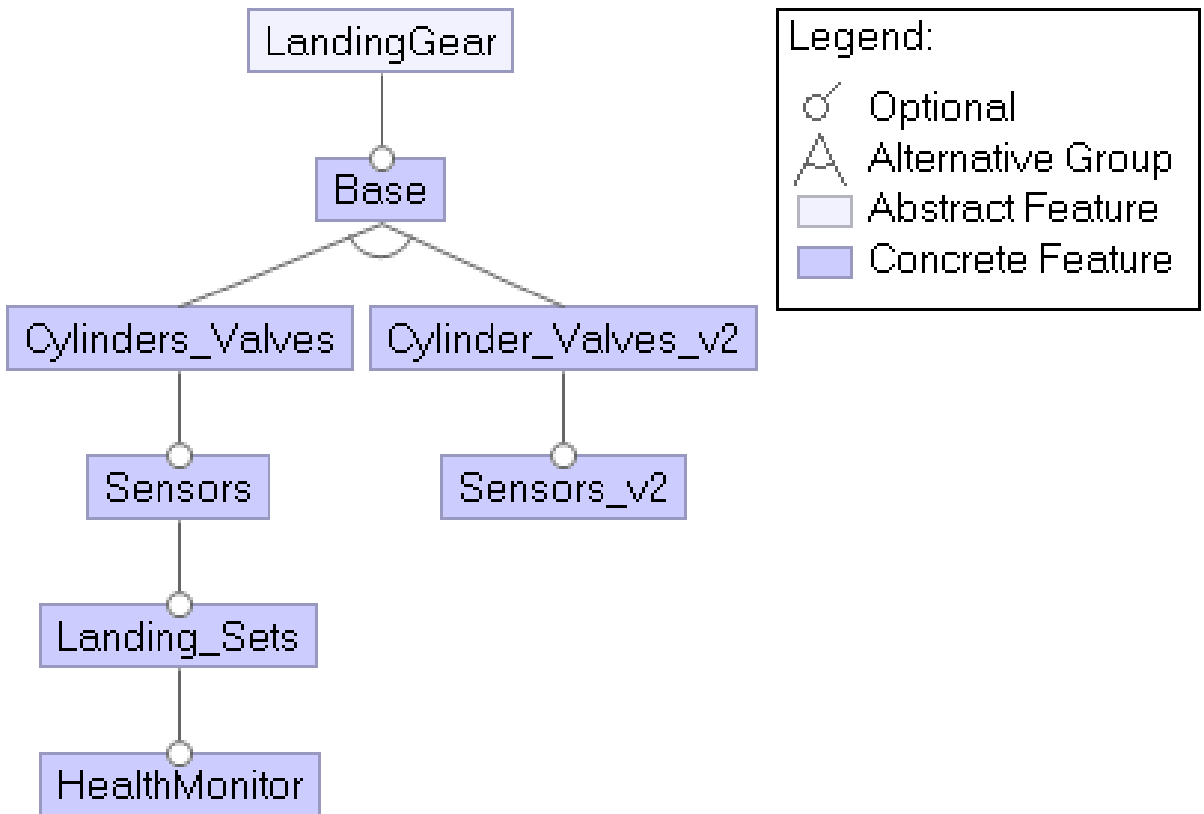 LandingGear
Base
Cylinders_Valves
Cylinder_Valves_v2
Sensors
Sensors_v2
Landing_Sets
HealthMonitor
Legend:
Optional
Alternative Group
Abstract Feature
Concrete Feature